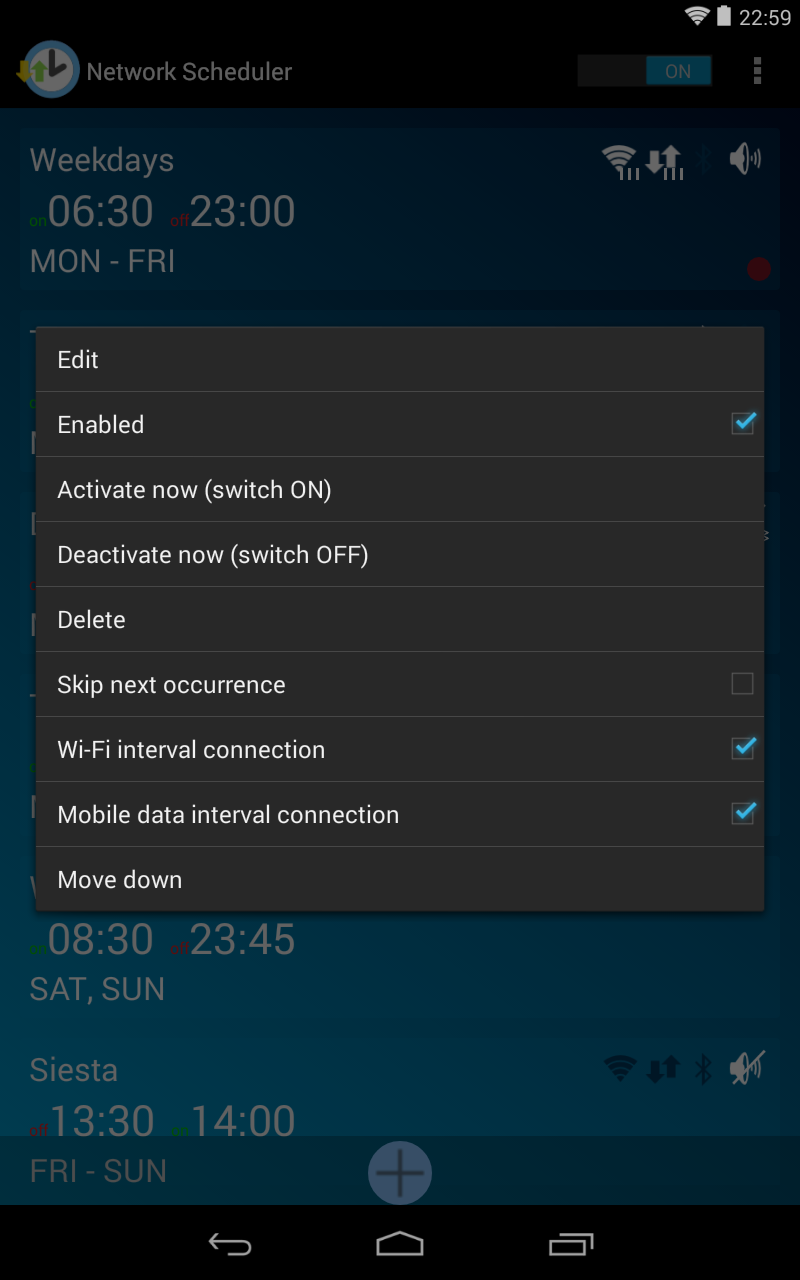 22:59
Network Scheduler
ON
Weekdays
on 06:30 off 23:00
MON - FRI
Edit
Enabled
Activate now (switch ON)
Deactivate now (switch OFF)
Delete
Skip next occurrence
Wi-Fi interval connection
Mobile data interval connection
Move down
on 08:30 off 23:45
SAT, SUN
Siesta
off 13:30 on 14:00
FRI - SUN